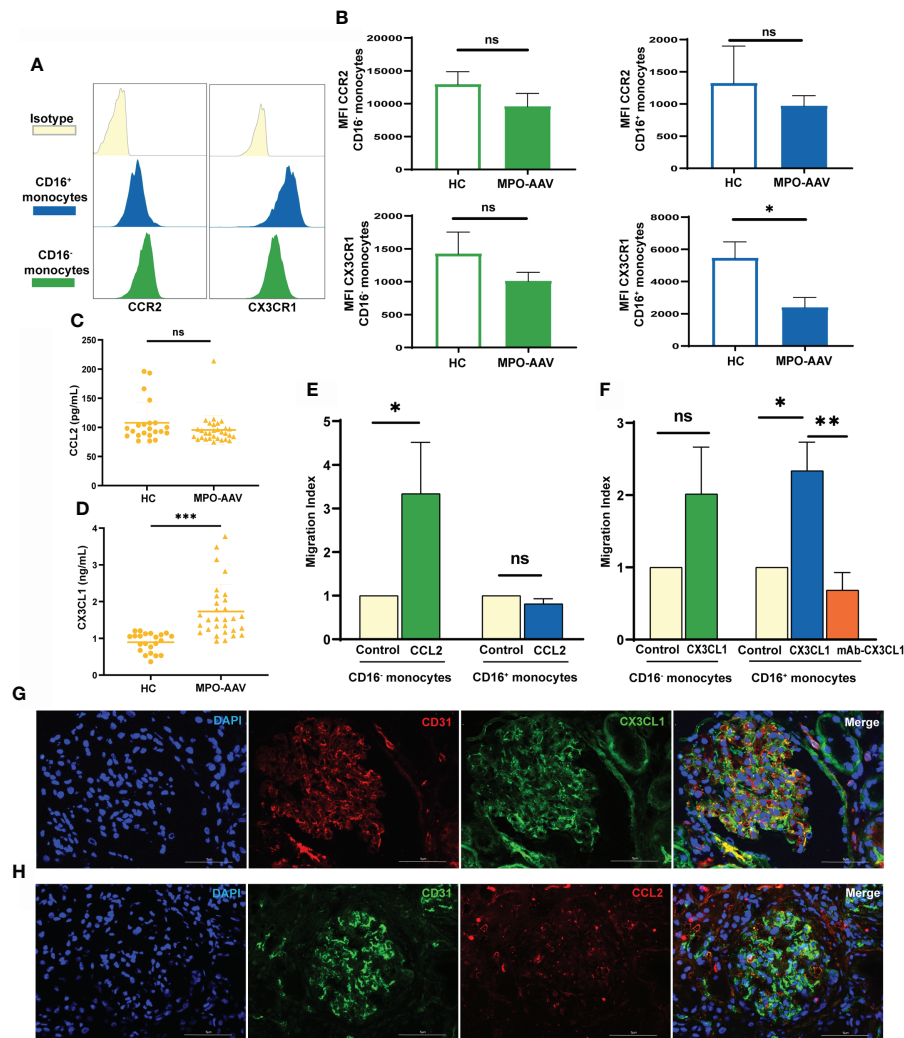 A
Isotype
CD16+
monocytes
CD16-
monocytes
CCR2
CX3CR1
B
MFI CCR2
CD16- monocytes
15000
10000
5000
0
ns
HC
MPO-AAV
MFI CCR2
CD16+ monocytes
2000
1500
1000
500
0
ns
HC
MPO-AAV
MFI CX3CR1
CD16- monocytes
2000
1500
1000
500
0
ns
HC
MPO-AAV
MFI CX3CR1
CD16+ monocytes
8000
6000
4000
2000
0
*
HC
MPO-AAV
C
CCL2 (pg/mL)
250
200
150
100
50
0
ns
HC
MPO-AAV
D
CX3CL1 (ng/mL)
4
3
2
1
0
***
HC
MPO-AAV
E
Migration Index
5
4
3
2
1
0
*
ns
Control CCL2
Control CCL2
CD16- monocytes
CD16+ monocytes
F
Migration Index
3
2
1
0
ns
*
**
Control CX3CL1
Control CX3CL1 mAb-CX3CL1
CD16- monocytes
CD16+ monocytes
G
DAPI
CD31
CX3CL1
Merge
H
DAPI
CD31
CCL2
Merge